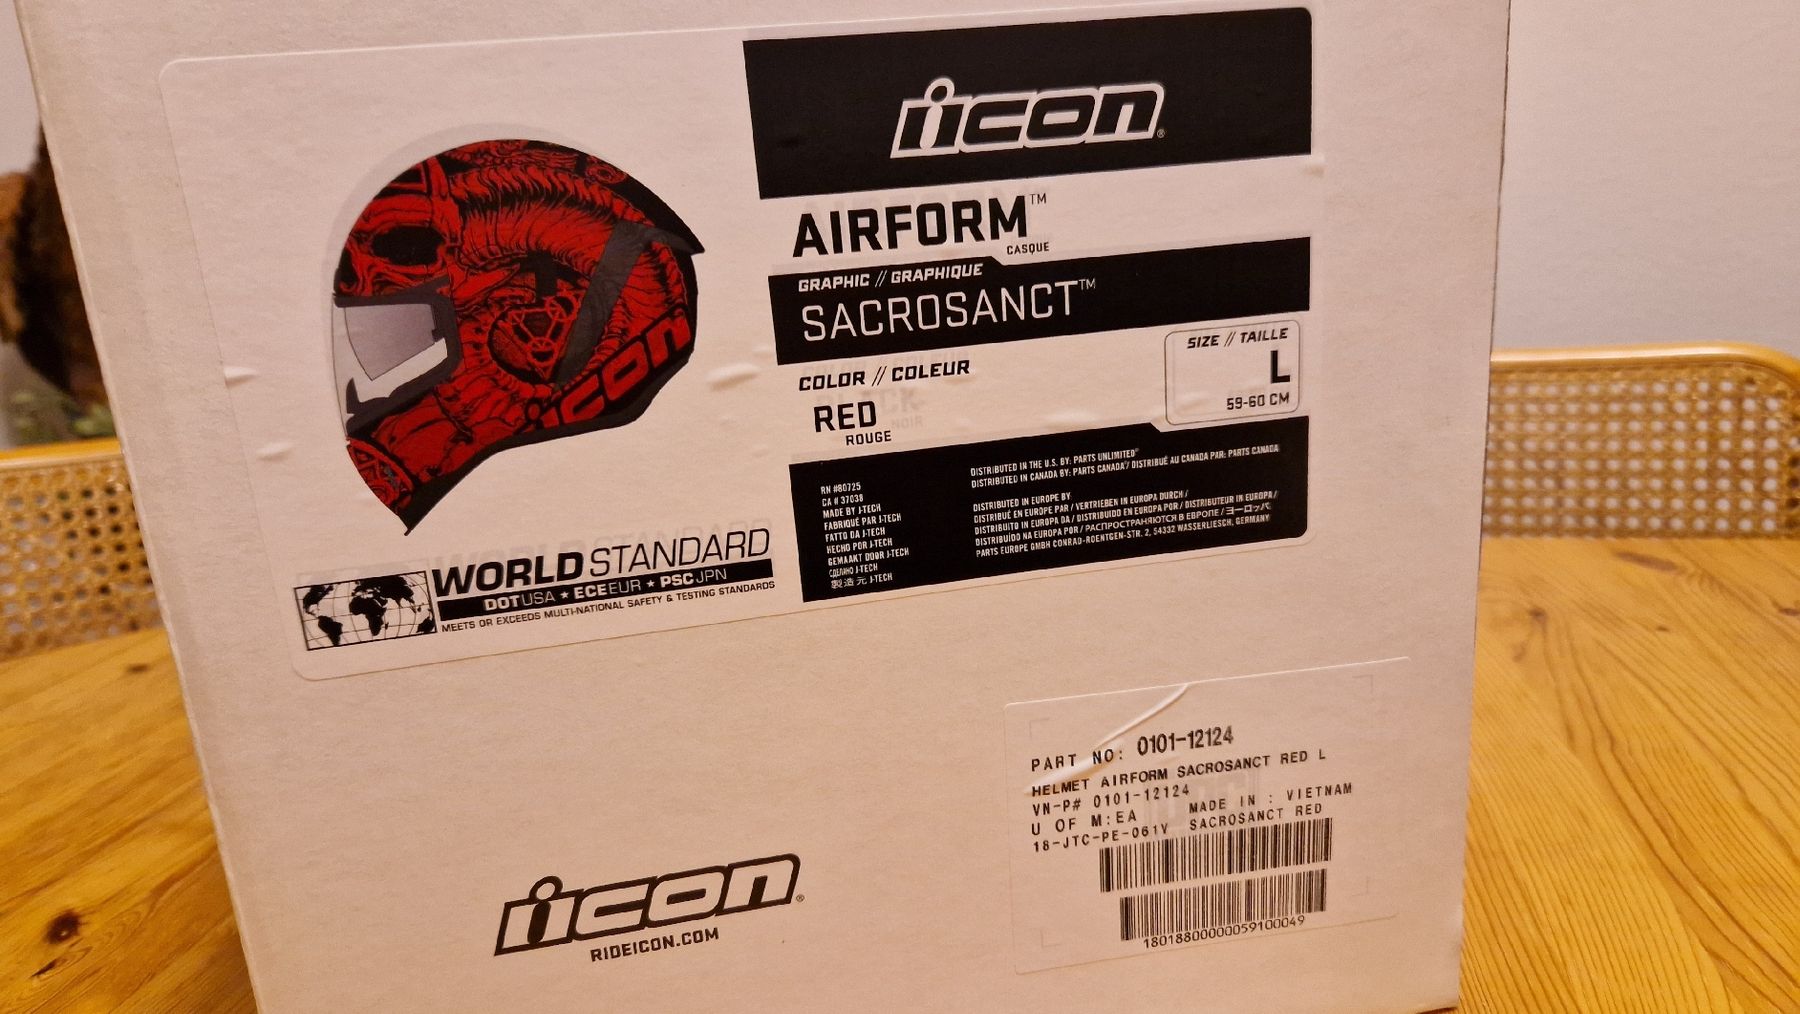 icon®
AIRFORM™
CASQUE
GRAPHIC // GRAPHIQUE
SACROSANCT™
COLOR // COLEUR
RED
ROUGE
SIZE // TAILLE
L
59-60 CM
RN #80725
CA # 37038
MADE BY J-TECH
FABRIQUÉ PAR J-TECH
FATTO DA J-TECH
HECHO POR J-TECH
GEMAAKT DOOR J-TECH
СДЕЛАНО J-TECH
製造元 J-TECH
DISTRIBUTED IN THE U.S. BY: PARTS UNLIMITED®
DISTRIBUTED IN CANADA BY: PARTS CANADA®/ DISTRIBUÉ AU CANADA PAR: PARTS CANADA
DISTRIBUTED IN EUROPE BY
DISTRIBUÉ EN EUROPE PAR / VERTRIEBEN IN EUROPA DURCH /
DISTRIBUITO IN EUROPA DA / DISTRIBUIDO EN EUROPA POR / DISTRIBUTEUR IN EUROPA /
DISTRIBUÍDO NA EUROPA POR / РАСПРОСТРАНЯЮТСЯ В ЕВРОПЕ / ヨーロッパ
PARTS EUROPE GMBH CONRAD-ROENTGEN-STR. 2, 54332 WASSERLIESCH, GERMANY
icon
WORLD STANDARD
DOT USA ★ ECE EUR ★ PSC JPN
MEETS OR EXCEEDS MULTI-NATIONAL SAFETY & TESTING STANDARDS
PART NO: 0101-12124
HELMET AIRFORM SACROSANCT RED L
VN-P# 0101-12124
U OF M:EA MADE IN : VIETNAM
18-JTC-PE-061V SACROSANCT RED
18018800000059100049
icon®
RIDEICON.COM